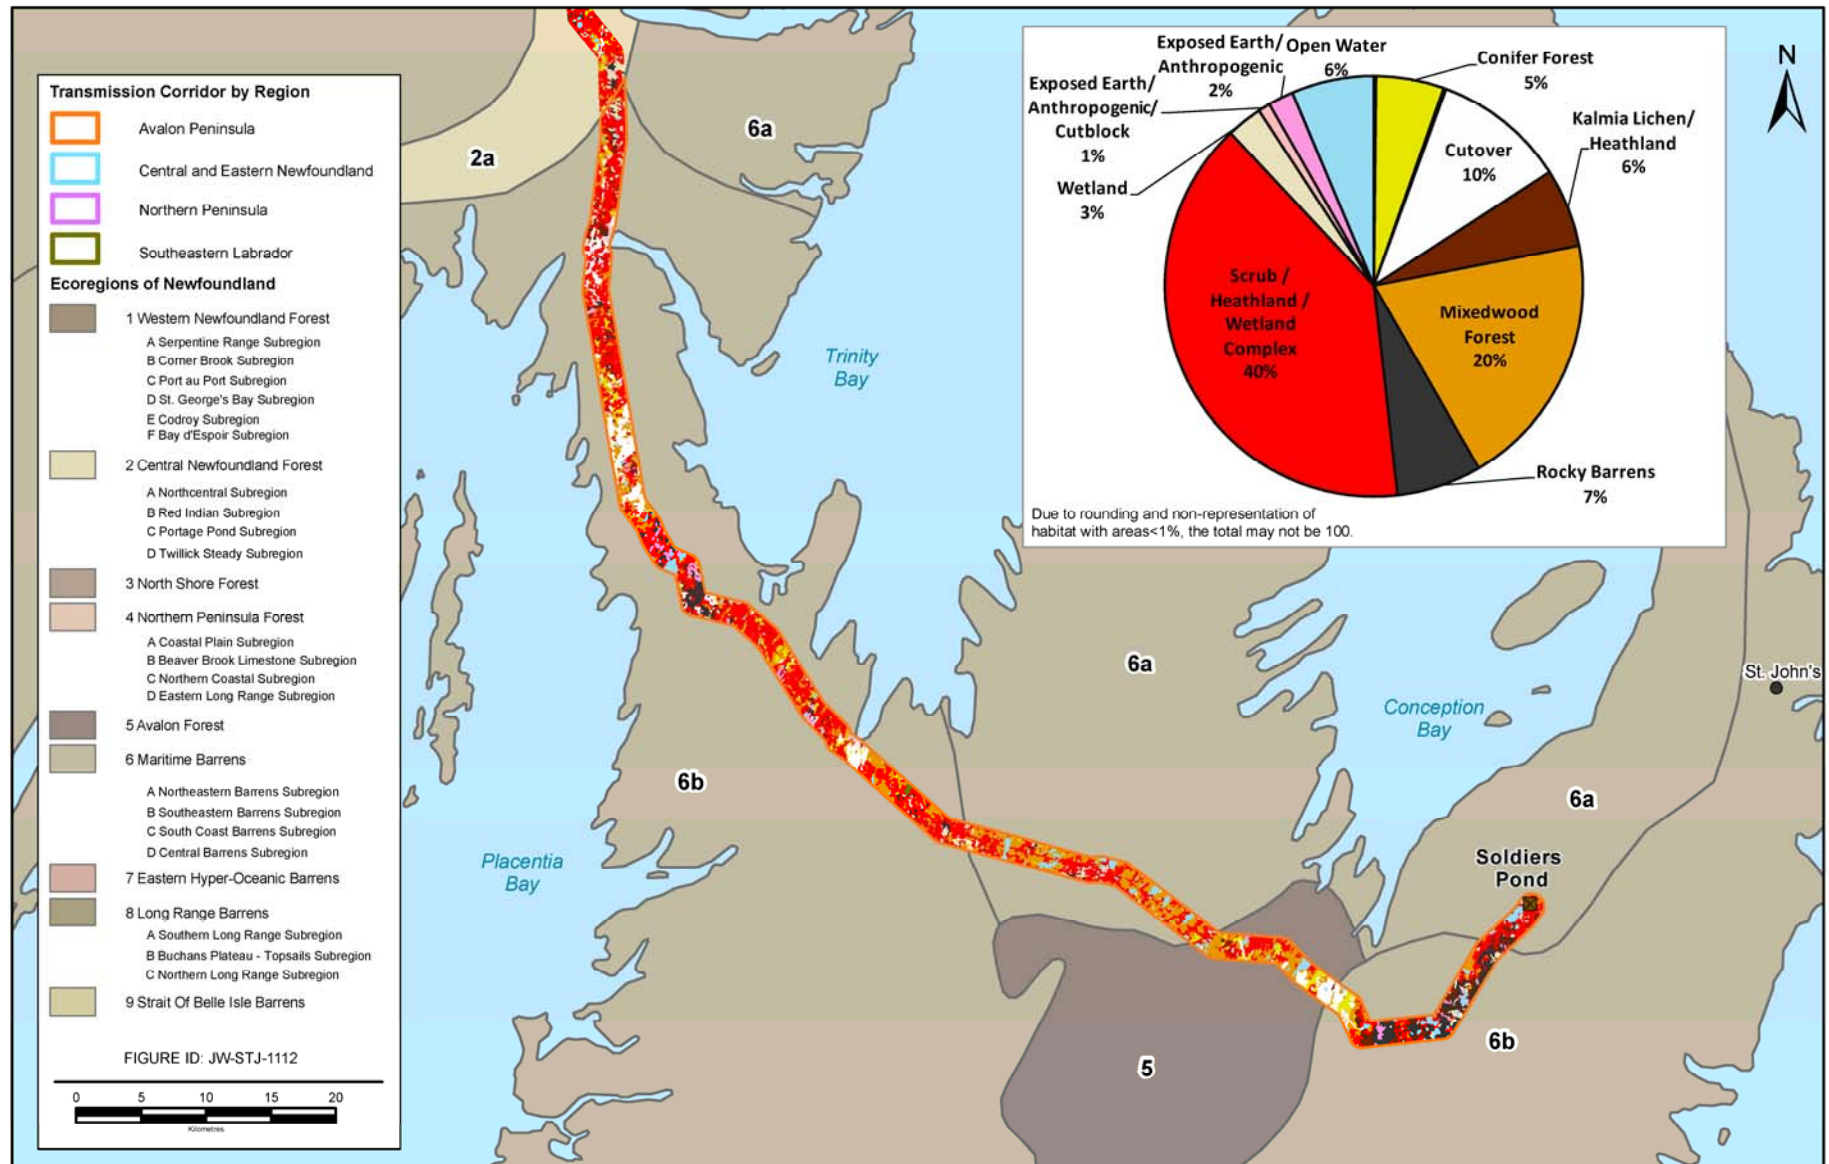 Transmission Corridor by Region
Avalon Peninsula
Central and Eastern Newfoundland
Northern Peninsula
Southeastern Labrador
Ecoregions of Newfoundland
1 Western Newfoundland Forest
A Serpentine Range Subregion
B Corner Brook Subregion
C Port au Port Subregion
D St. George's Bay Subregion
E Codroy Subregion
F Bay d'Espoir Subregion
2 Central Newfoundland Forest
A Northcentral Subregion
B Red Indian Subregion
C Portage Pond Subregion
D Twillick Steady Subregion
3 North Shore Forest
4 Northern Peninsula Forest
A Coastal Plain Subregion
B Beaver Brook Limestone Subregion
C Northern Coastal Subregion
D Eastern Long Range Subregion
5 Avalon Forest
6 Maritime Barrens
A Northeastern Barrens Subregion
B Southeastern Barrens Subregion
C South Coast Barrens Subregion
D Central Barrens Subregion
7 Eastern Hyper-Oceanic Barrens
8 Long Range Barrens
A Southern Long Range Subregion
B Buchans Plateau - Topsails Subregion
C Northern Long Range Subregion
9 Strait Of Belle Isle Barrens
FIGURE ID: JW-STJ-1112
0 5 10 15 20
Kilometres
2a
6a
Trinity
Bay
6b
Placentia
Bay
6a
5
Conception
Bay
6a
St. John's
Soldiers
Pond
6b
N
Exposed Earth/
Anthropogenic
2%
Open Water
6%
Conifer Forest
5%
Exposed Earth/
Anthropogenic/
Cutblock
1%
Cutover
10%
Kalmia Lichen/
Heathland
6%
Wetland
3%
Scrub /
Heathland /
Wetland
Complex
40%
Mixedwood
Forest
20%
Rocky Barrens
7%
Due to rounding and non-representation of
habitat with areas<1%, the total may not be 100.